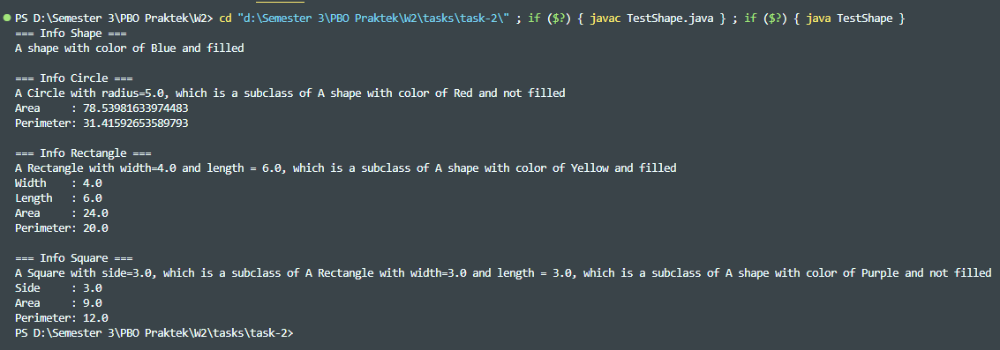 PS D:\Semester 3\PBO Praktek\W2> cd "d:\Semester 3\PBO Praktek\W2\tasks\task-2\" ; if ($?) { javac TestShape.java } ; if ($?) { java TestShape }
=== Info Shape ===
A shape with color of Blue and filled
=== Info Circle ===
A Circle with radius=5.0, which is a subclass of A shape with color of Red and not filled
Area     : 78.53981633974483
Perimeter: 31.41592653589793
=== Info Rectangle ===
A Rectangle with width=4.0 and length = 6.0, which is a subclass of A shape with color of Yellow and filled
Width    : 4.0
Length   : 6.0
Area     : 24.0
Perimeter: 20.0
=== Info Square ===
A Square with side=3.0, which is a subclass of A Rectangle with width=3.0 and length = 3.0, which is a subclass of A shape with color of Purple and not filled
Side     : 3.0
Area     : 9.0
Perimeter: 12.0
PS D:\Semester 3\PBO Praktek\W2\tasks\task-2>